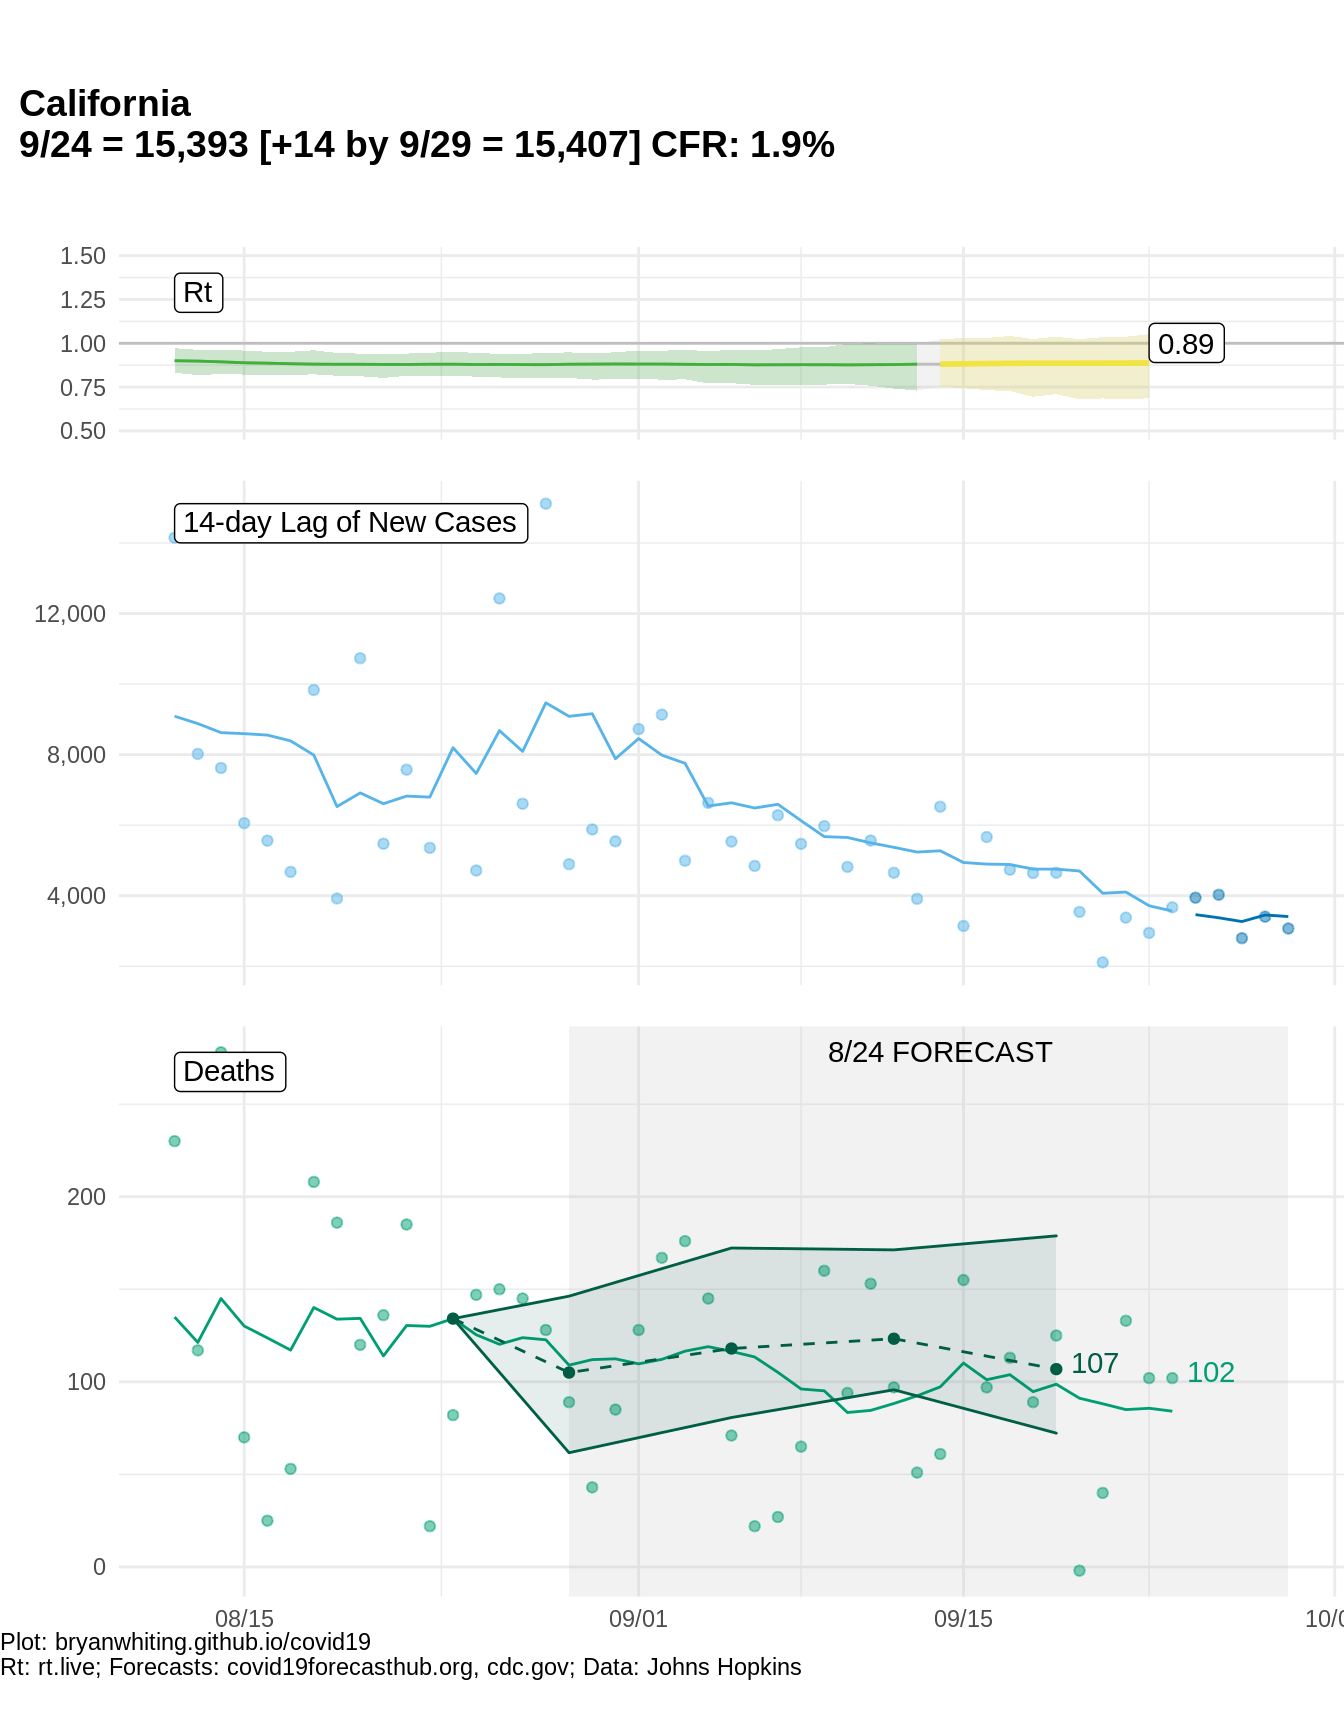 California
9/24 = 15,393 [+14 by 9/29 = 15,407] CFR: 1.9%
1.50
Rt
1.25
1.00
0.89
0.75
0.50
14-day Lag of New Cases
12,000
8,000
4,000
8/24 FORECAST
Deaths
200
107
102
100
0
08/15 09/01 09/15 10/0
Plot: bryanwhiting.github.io/covid19
Rt: rt.live; Forecasts: covid19forecasthub.org, cdc.gov; Data: Johns Hopkins